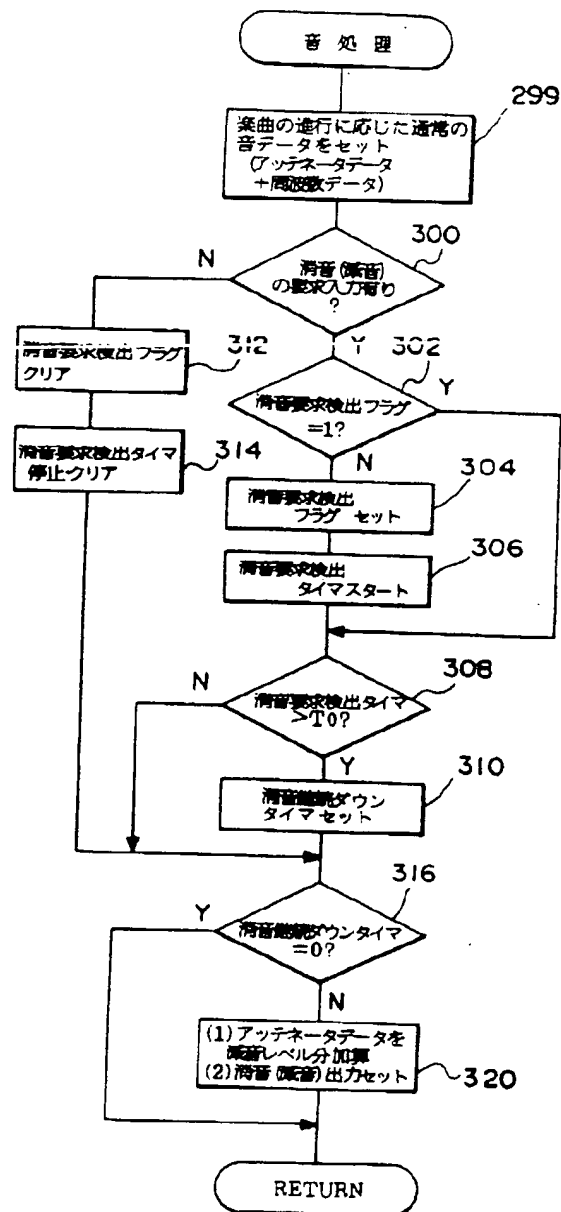 音処理
299
楽曲の進行に応じた通常の
音データをセット
(アッテネータデータ
+周波数データ)
300
N
消音(減音)
の要求入力有り
?
Y
312
消音要求検出フラグ
クリア
302
Y
消音要求検出フラグ
=1?
N
314
消音要求検出タイマ
停止クリア
304
消音要求検出
フラグ セット
306
消音要求検出
タイマスタート
308
N
消音要求検出タイマ
>T0?
Y
310
消音継続ダウン
タイマセット
316
Y
消音継続ダウンタイマ
=0?
N
(1)アッテネータデータを
減音レベル分加算
(2)消音(減音)出力セット
320
RETURN